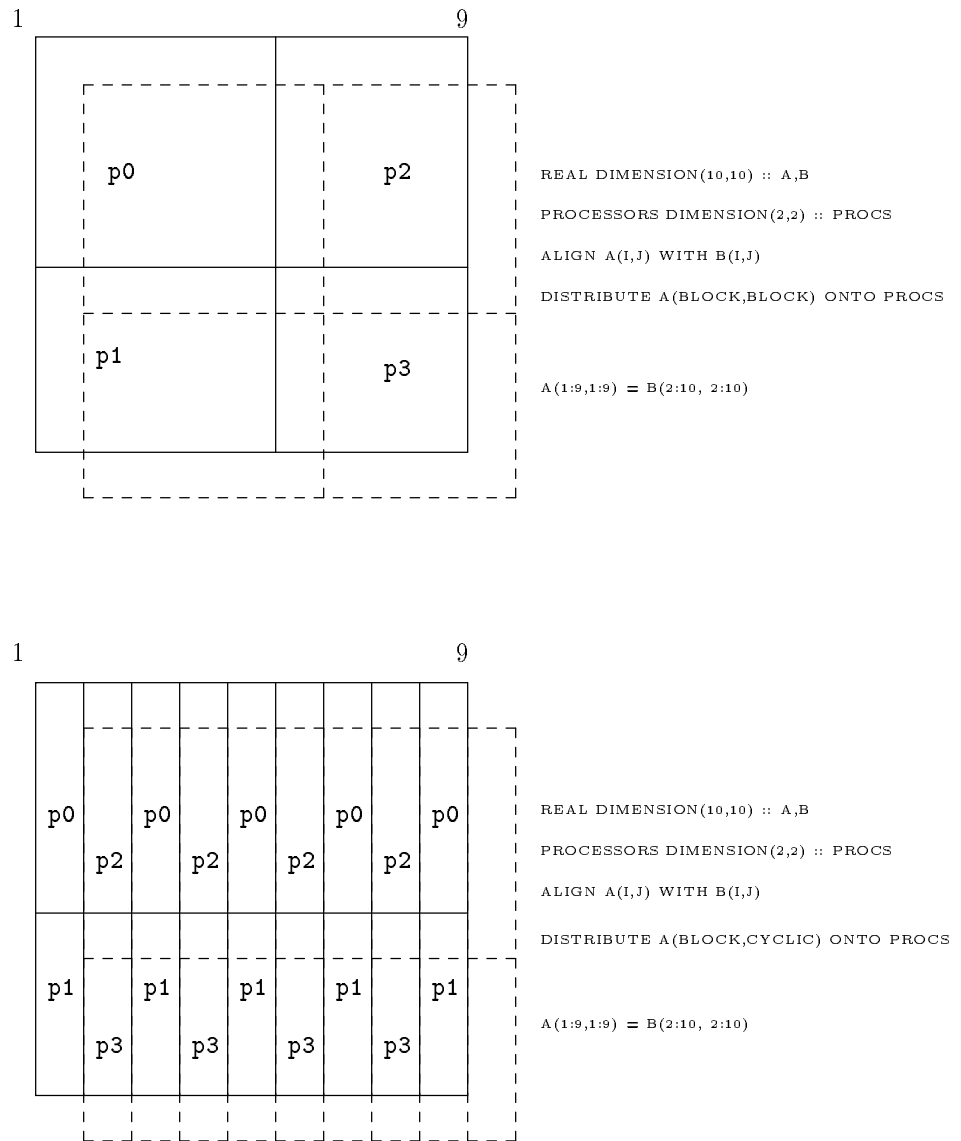 1 9
p0 p2
REAL DIMENSION(10,10) :: A,B
PROCESSORS DIMENSION(2,2) :: PROCS
ALIGN A(I,J) WITH B(I,J)
DISTRIBUTE A(BLOCK,BLOCK) ONTO PROCS
p1 p3
A(1:9,1:9) = B(2:10, 2:10)
1 9
p0 p0 p0 p0 p0
p2 p2 p2 p2
REAL DIMENSION(10,10) :: A,B
PROCESSORS DIMENSION(2,2) :: PROCS
ALIGN A(I,J) WITH B(I,J)
DISTRIBUTE A(BLOCK,CYCLIC) ONTO PROCS
p1 p1 p1 p1 p1
p3 p3 p3 p3
A(1:9,1:9) = B(2:10, 2:10)